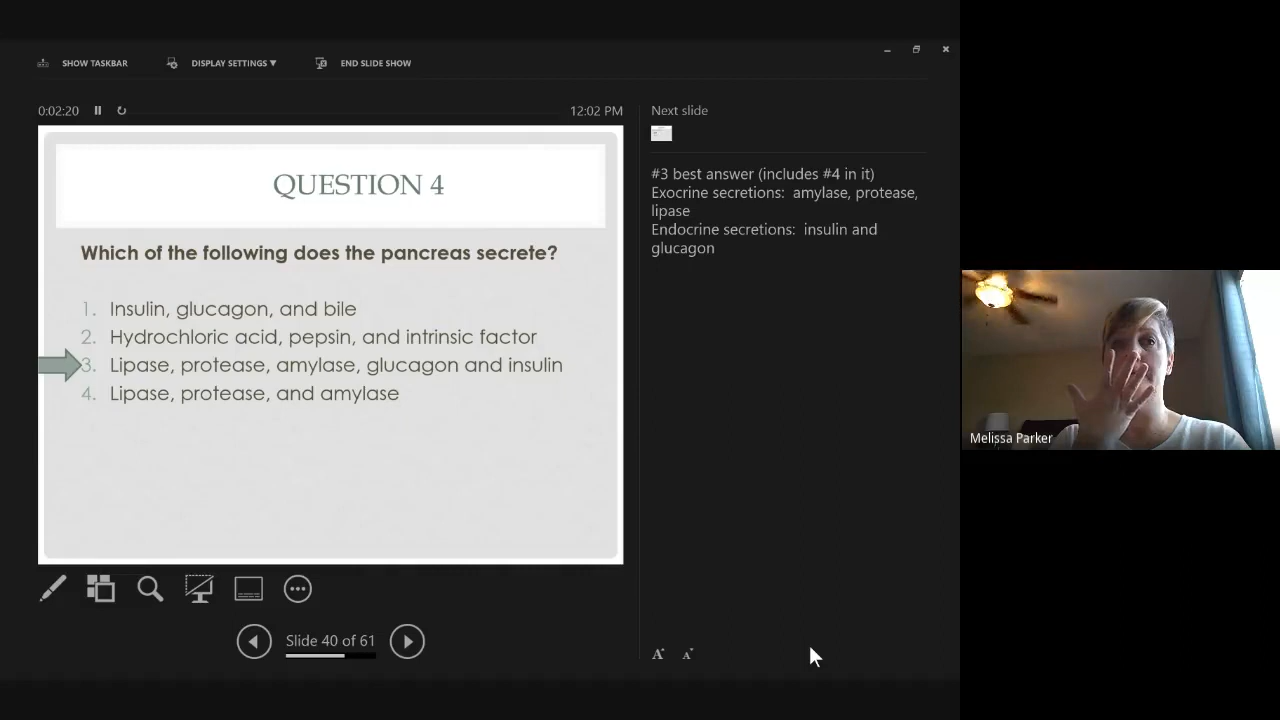 SHOW TASKBAR
DISPLAY SETTINGS ▼
END SLIDE SHOW
0:02:20
12:02 PM
QUESTION 4
Which of the following does the pancreas secrete?
1. Insulin, glucagon, and bile
2. Hydrochloric acid, pepsin, and intrinsic factor
3. Lipase, protease, amylase, glucagon and insulin
4. Lipase, protease, and amylase
Slide 40 of 61
Next slide
#3 best answer (includes #4 in it)
Exocrine secretions: amylase, protease,
lipase
Endocrine secretions: insulin and
glucagon
A A
Melissa Parker